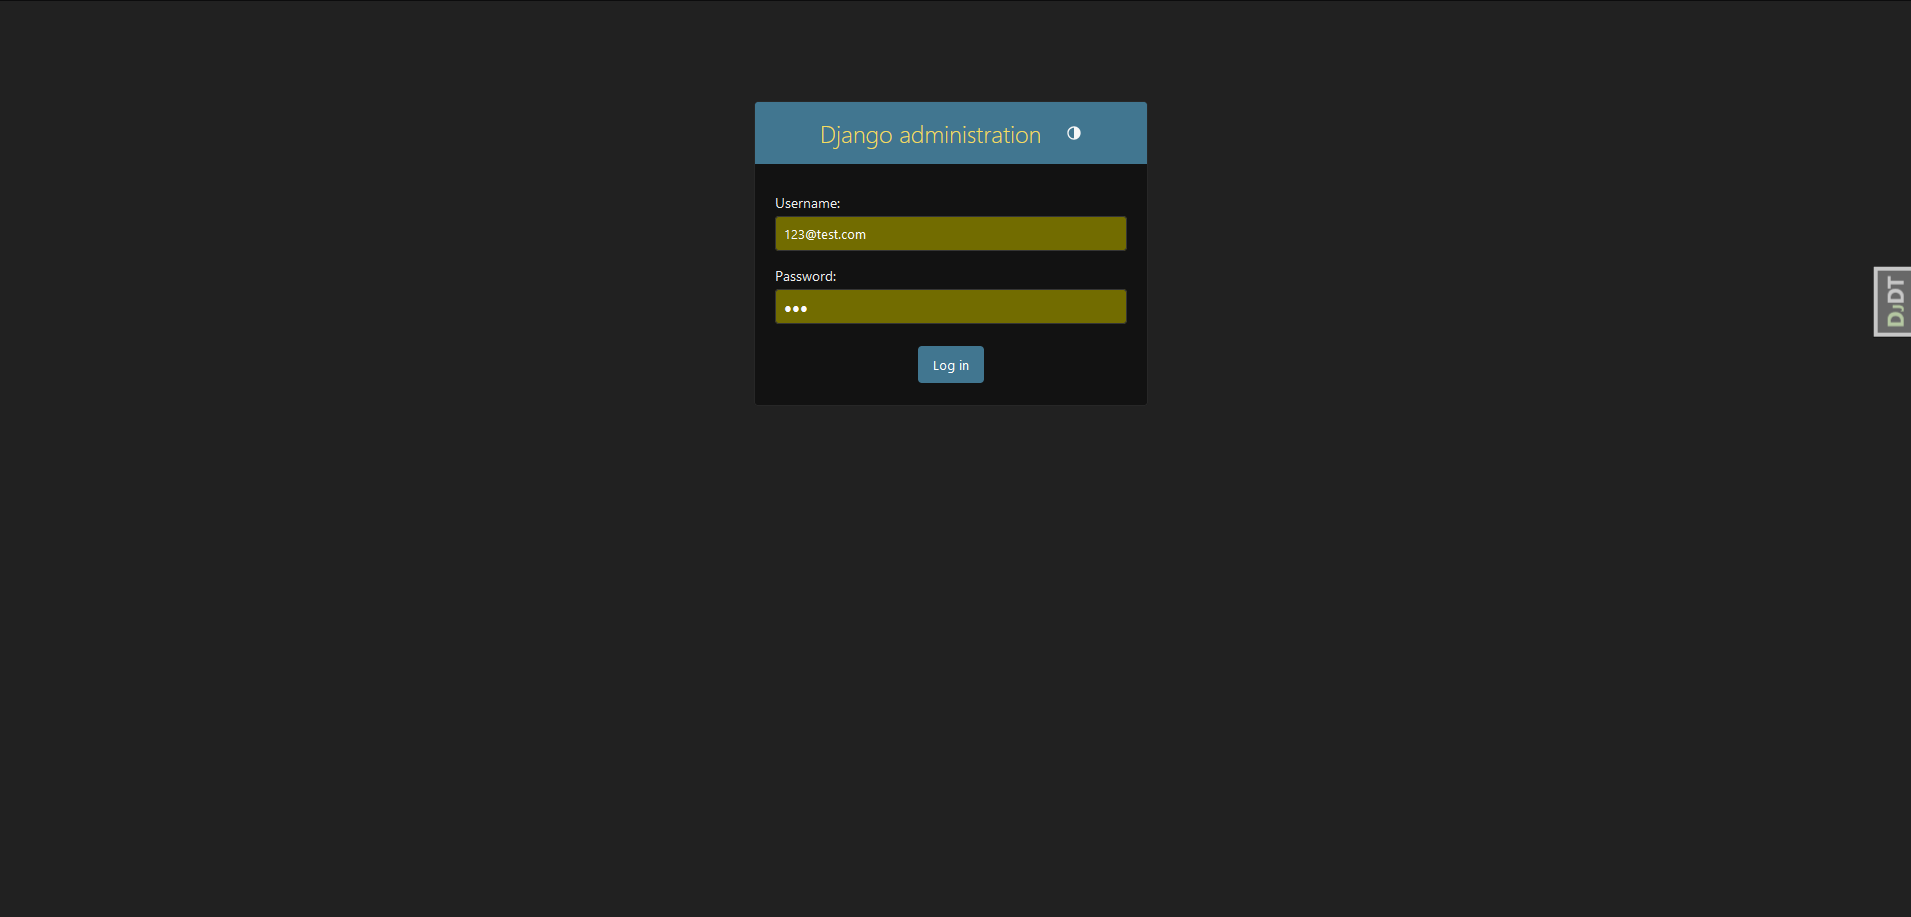 Django administration
Username:
123@test.com
Password:
Log in
DjDT